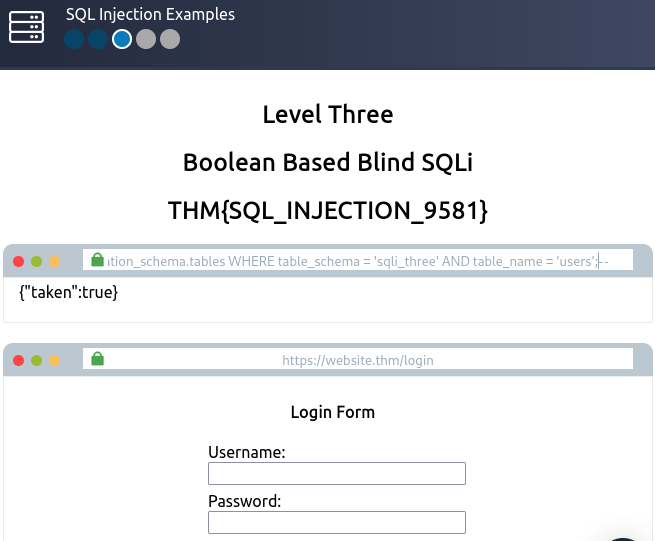 SQL Injection Examples
Level Three
Boolean Based Blind SQLi
THM{SQL_INJECTION_9581}
ation_schema.tables WHERE table_schema = 'sqli_three' AND table_name = 'users';--
{"taken":true}
https://website.thm/login
Login Form
Username:
Password: